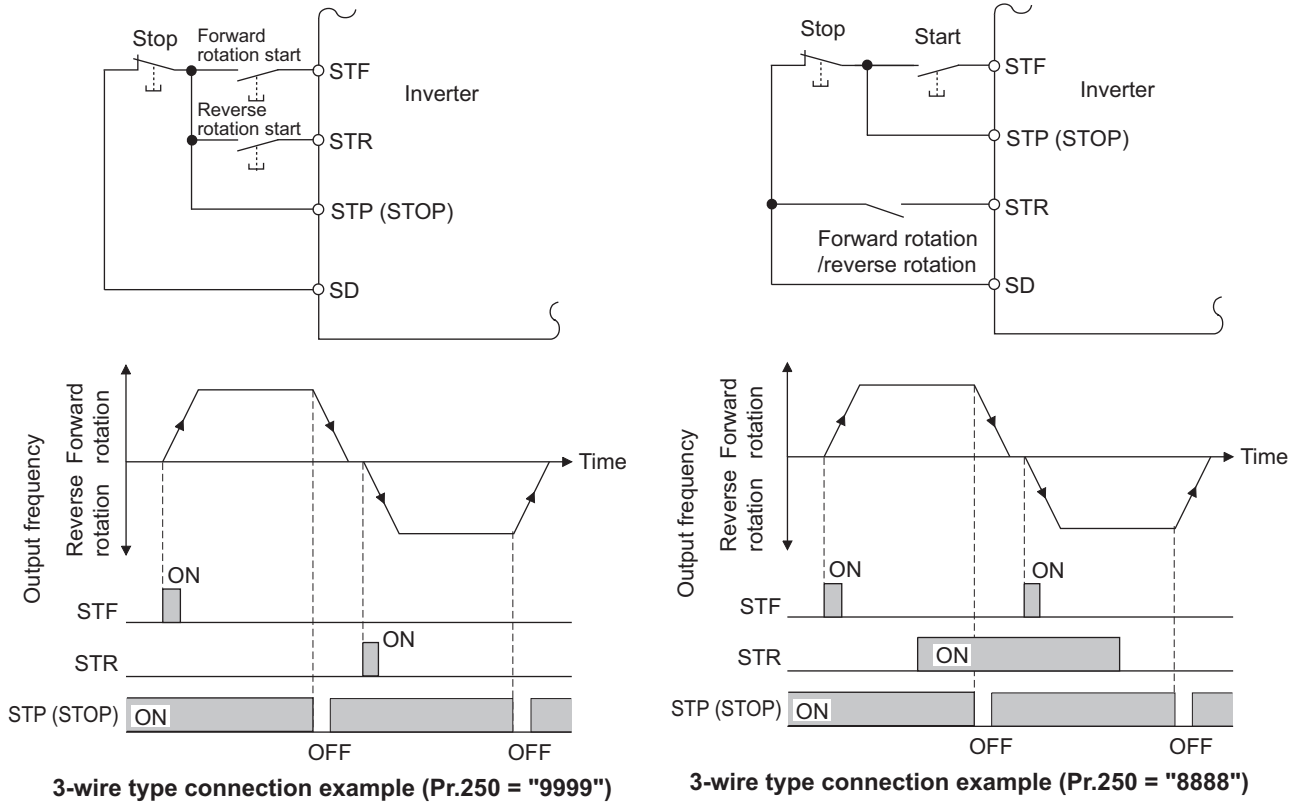 Stop
Forward
rotation start
STF
Inverter
Reverse
rotation start
STR
STP (STOP)
SD
Output frequency
Reverse Forward
rotation rotation
Time
ON
STF
ON
STR
STP (STOP)
ON
OFF
OFF
3-wire type connection example (Pr.250 = "9999")
Stop
Start
STF
Inverter
STP (STOP)
STR
Forward rotation
/reverse rotation
SD
Output frequency
Reverse Forward
rotation rotation
Time
ON
ON
STF
STR
ON
STP (STOP)
ON
OFF
OFF
3-wire type connection example (Pr.250 = "8888")